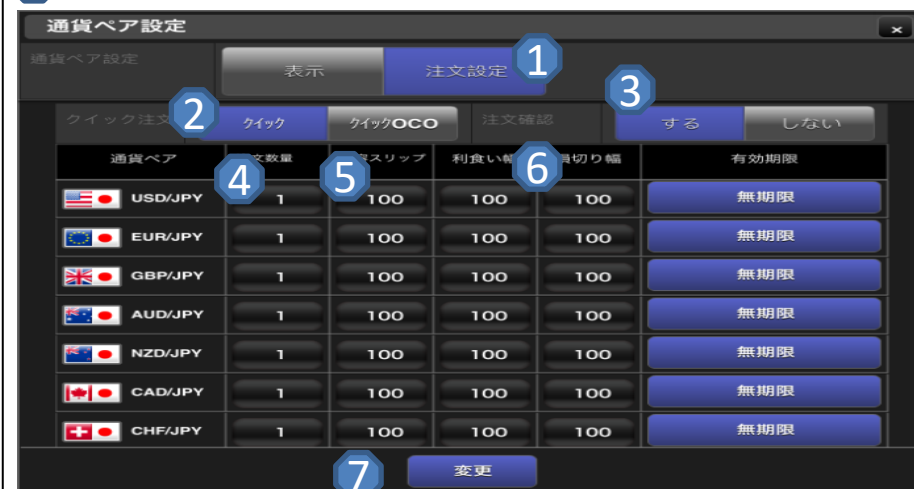 通貨ペア設定 ×
通貨ペア設定 表示 注文設定 1
クイック注文 2 クイック クイックOCO 注文確認 3 する しない
通貨ペア 文数量 スリップ 利食い幅 損切り幅 有効期限
4 5 6
USD/JPY 1 100 100 100 無期限
EUR/JPY 1 100 100 100 無期限
GBP/JPY 1 100 100 100 無期限
AUD/JPY 1 100 100 100 無期限
NZD/JPY 1 100 100 100 無期限
CAD/JPY 1 100 100 100 無期限
CHF/JPY 1 100 100 100 無期限
7 変更